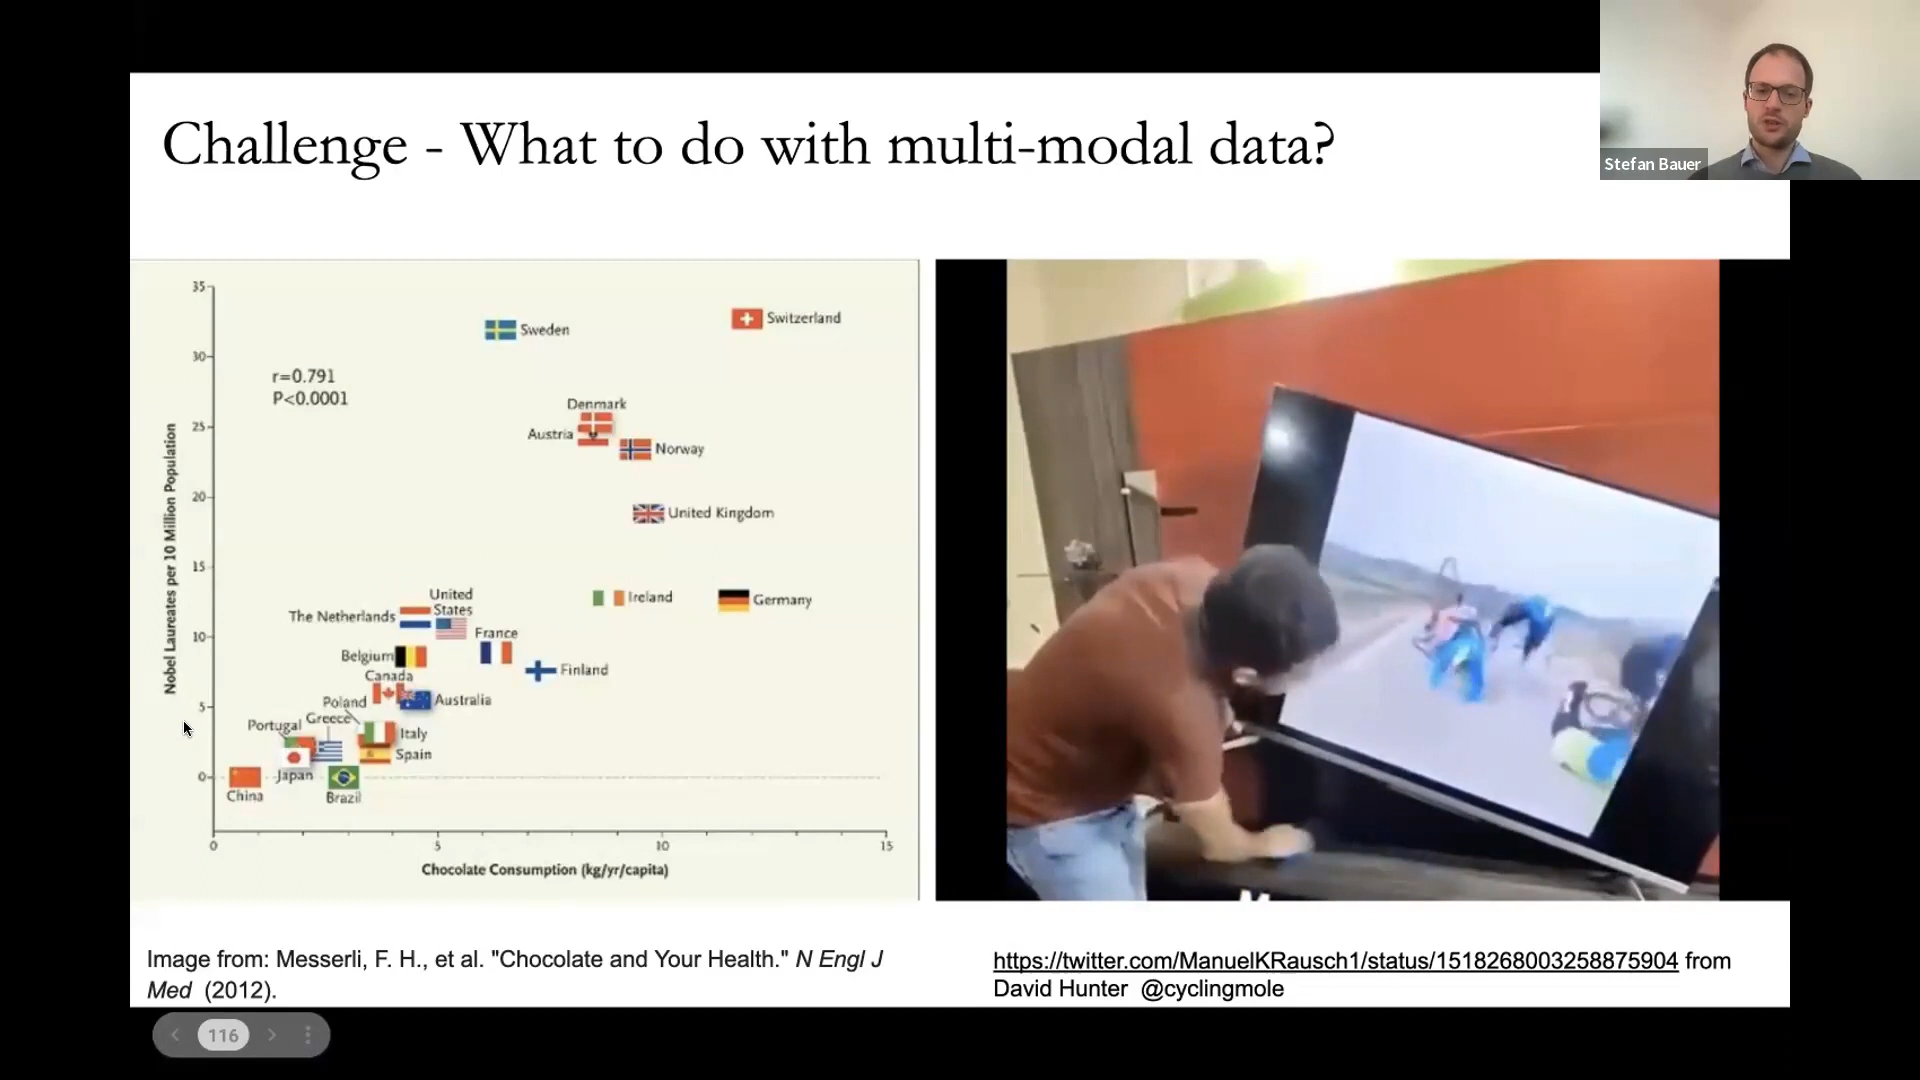 Challenge - What to do with multi-modal data?
Stefan Bauer
35
30
25
20
15
10
5
0
Nobel Laureates per 10 Million Population
r=0.791
P<0.0001
Sweden
Switzerland
Denmark
Austria
Norway
United Kingdom
Ireland
Germany
United
States
The Netherlands
France
Belgium
Finland
Canada
Australia
Poland
Greece
Portugal
Italy
Spain
Japan
China
Brazil
0
5
10
15
Chocolate Consumption (kg/yr/capita)
Image from: Messerli, F. H., et al. "Chocolate and Your Health." N Engl J
Med (2012).
https://twitter.com/ManuelKRausch1/status/1518268003258875904 from
David Hunter @cyclingmole
116